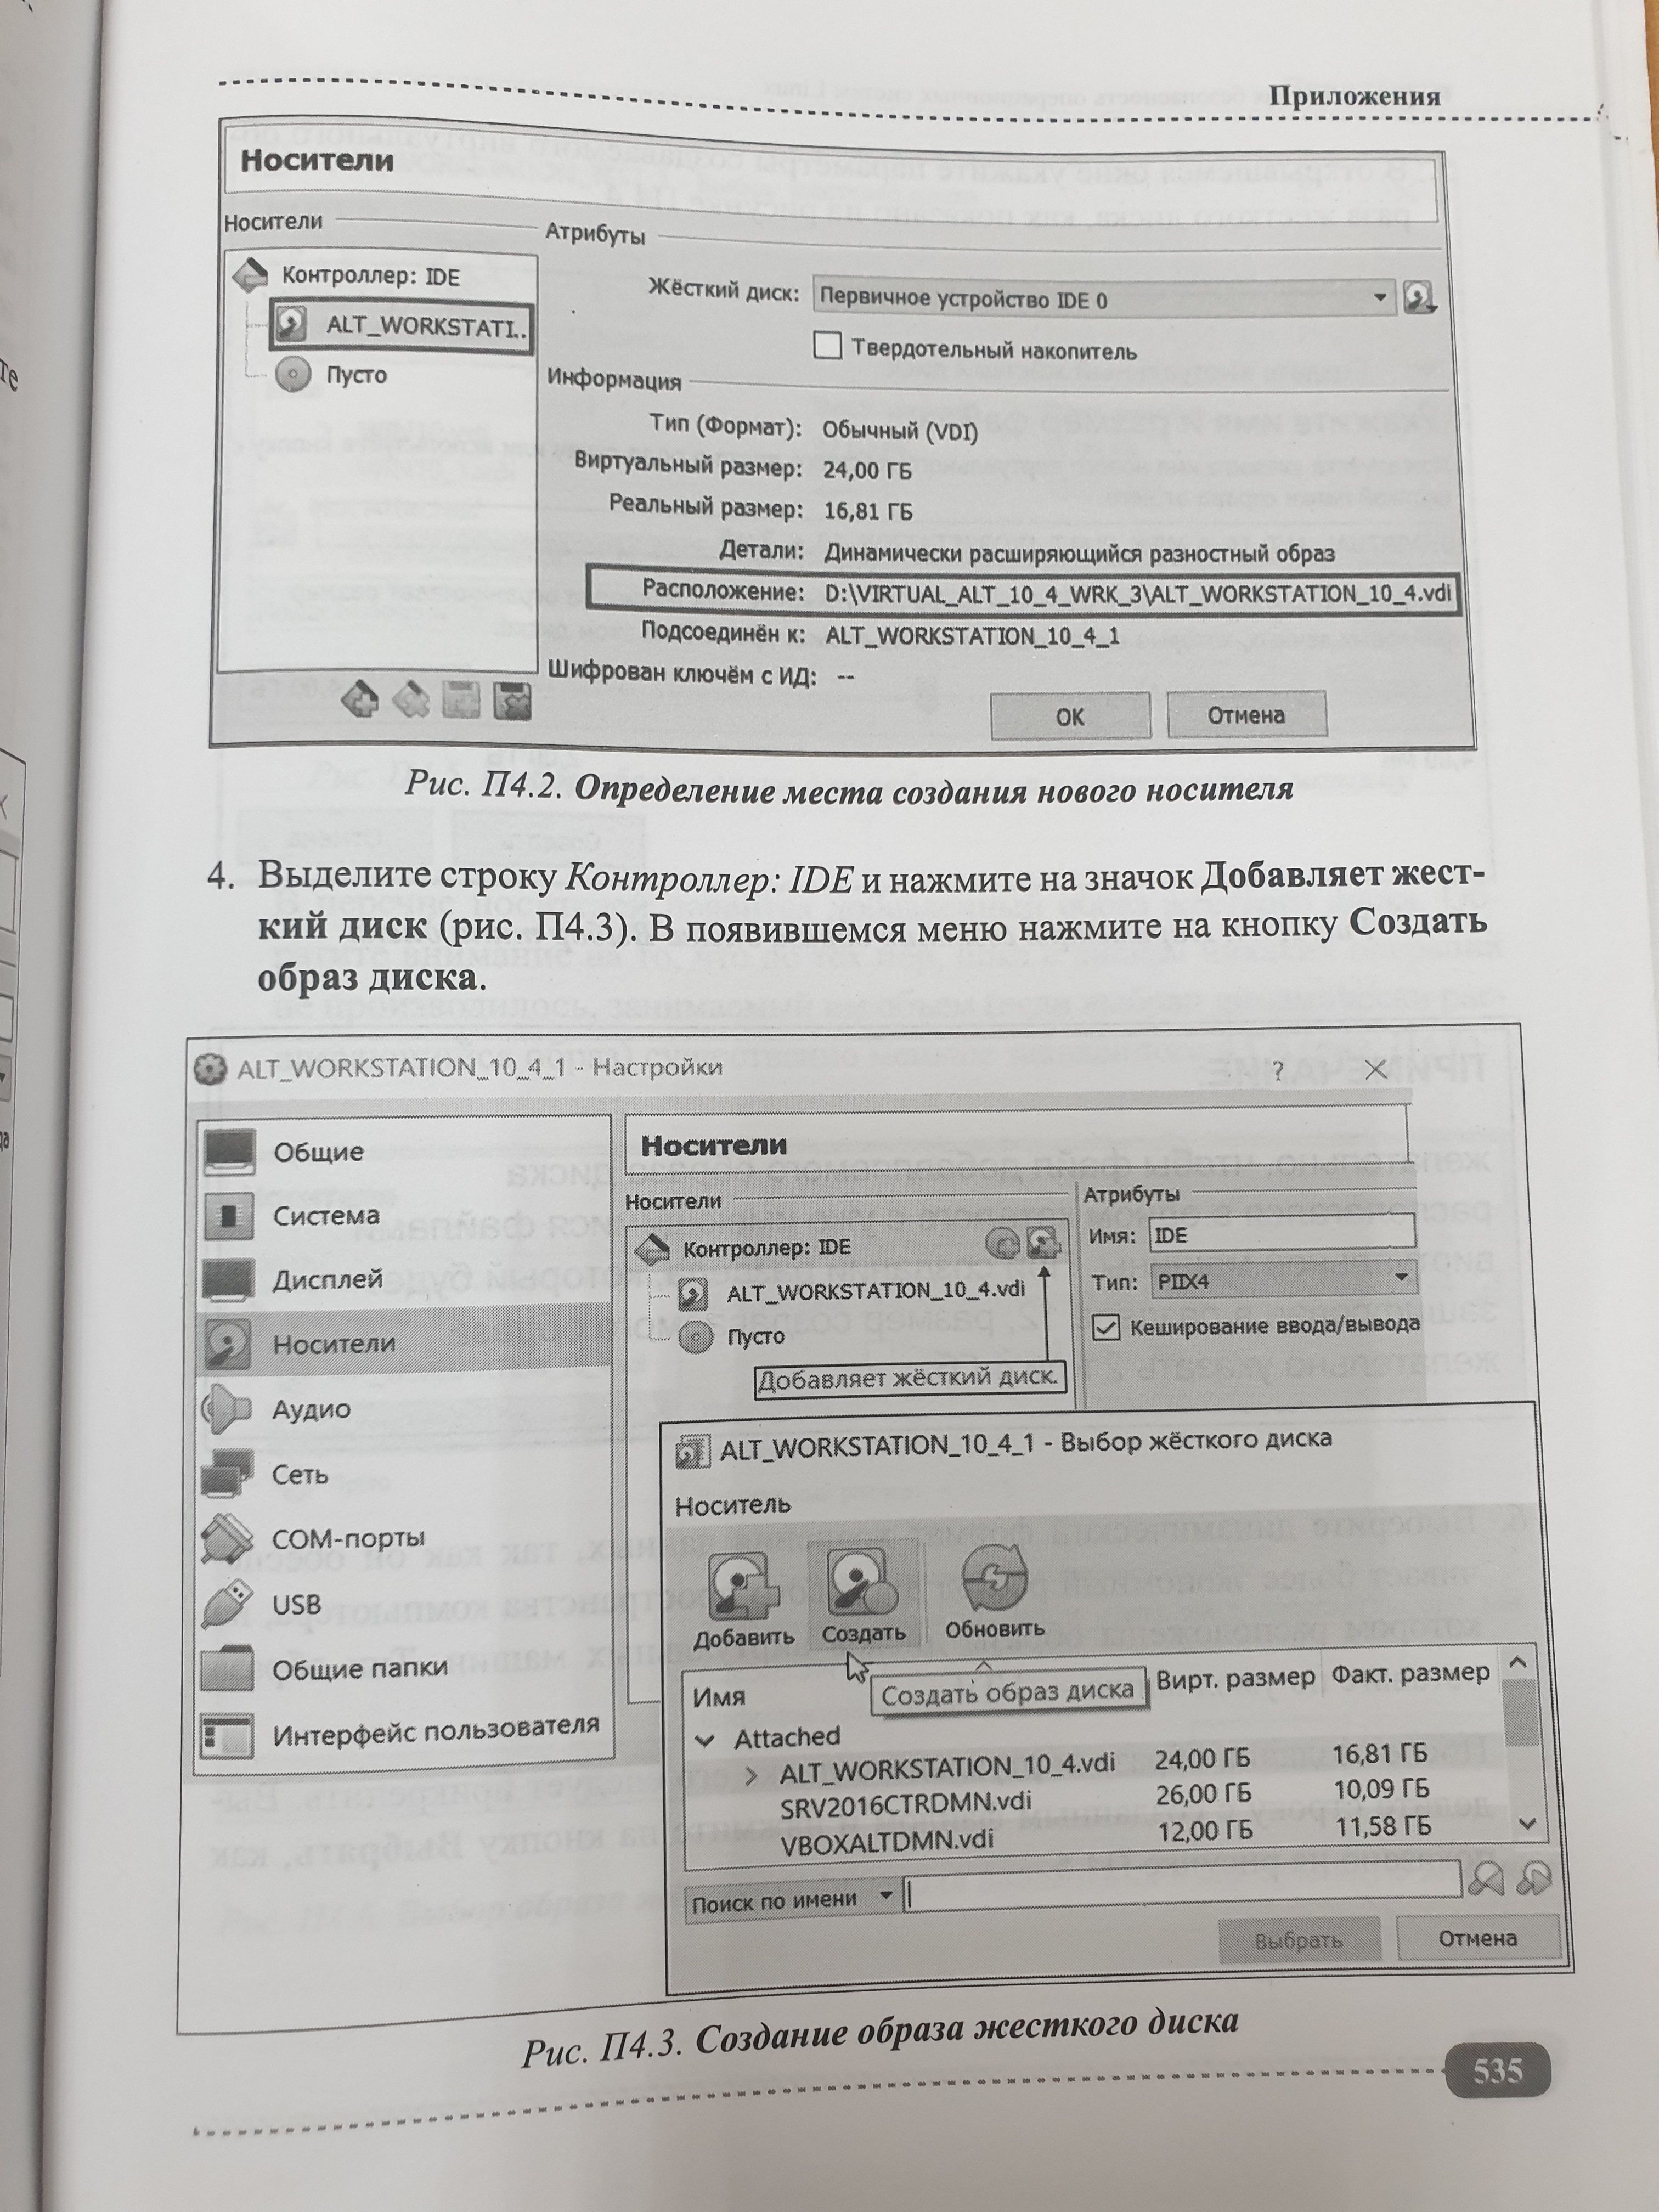 Приложения
Носители
Носители
Атрибуты
Контроллер: IDE
ALT_WORKSTATI..
Пусто
Жёсткий диск: Первичное устройство IDE 0
Твердотельный накопитель
Информация
Тип (Формат): Обычный (VDI)
Виртуальный размер: 24,00 ГБ
Реальный размер: 16,81 ГБ
Детали: Динамически расширяющийся разностный образ
Расположение: D:\VIRTUAL_ALT_10_4_WRK_3\ALT_WORKSTATION_10_4.vdi
Подсоединён к: ALT_WORKSTATION_10_4_1
Шифрован ключём с ИД: --
OK
Отмена
Рис. П4.2. Определение места создания нового носителя
4. Выделите строку Контроллер: IDE и нажмите на значок Добавляет жест-
кий диск (рис. П4.3). В появившемся меню нажмите на кнопку Создать
образ диска.
ALT_WORKSTATION_10_4_1 - Настройки
?
Общие
Система
Дисплей
Носители
Аудио
Сеть
COM-порты
USB
Общие папки
Интерфейс пользователя
Носители
Носители
Контроллер: IDE
ALT_WORKSTATION_10_4.vdi
Пусто
Добавляет жёсткий диск.
Атрибуты
Имя: IDE
Тип: PIIX4
Кеширование ввода/вывода
ALT_WORKSTATION_10_4_1 - Выбор жёсткого диска
Носитель
Добавить
Создать
Обновить
Создать образ диска
Имя Вирт. размер Факт. размер
Attached
ALT_WORKSTATION_10_4.vdi 24,00 ГБ 16,81 ГБ
SRV2016CTRDMN.vdi 26,00 ГБ 10,09 ГБ
VBOXALTDMN.vdi 12,00 ГБ 11,58 ГБ
Поиск по имени
Выбрать
Отмена
Рис. П4.3. Создание образа жесткого диска
535